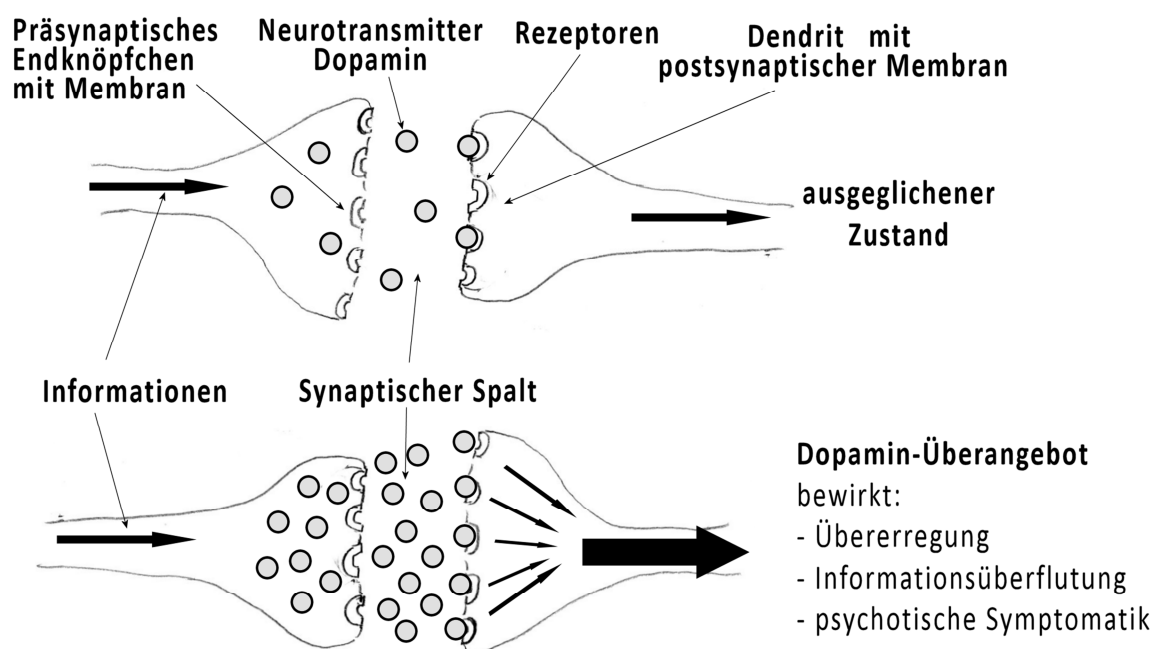 Präsynaptisches
Endknöpfchen
mit Membran
Neurotransmitter
Dopamin
Rezeptoren
Dendrit mit
postsynaptischer Membran
ausgeglichener
Zustand
Informationen
Synaptischer Spalt
Dopamin-Überangebot
bewirkt:
- Übererregung
- Informationsüberflutung
- psychotische Symptomatik